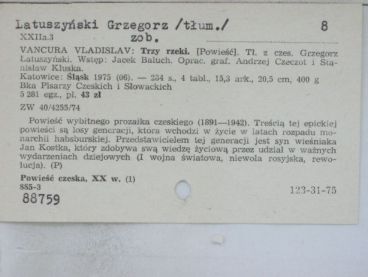 Latuszyński Grzegorz /tłum./ 8
XXIIa.3 zob.
VANCURA VLADISLAV: Trzy rzeki. [Powieść]. Tł. z czes. Grzegorz
Łatuszyński. Wstęp: Jacek Baluch. Oprac. graf. Andrzej Czeczot i Sta-
nisław Kluska.
Katowice: Śląsk 1975 (06). — 234 s., 4 tabl., 15,3 ark., 20,5 cm, 400 g
Bka Pisarzy Czeskich i Słowackich
5 281 egz., pł. 43 zł
ZW 40/4255/74
Powieść wybitnego prozaika czeskiego (1891—1942). Treścią tej epickiej
powieści są losy generacji, która wchodzi w życie w latach rozpadu mo-
narchii habsburskiej. Przedstawicielem tej generacji jest syn wieśniaka
Jan Kostka, który zdobywa swą wiedzę życiową przez udział w ważnych
wydarzeniach dziejowych (I wojna światowa, niewola rosyjska, rewo-
lucja). (P)
Powieść czeska, XX w. (1)
885-3 123-31-75
88759